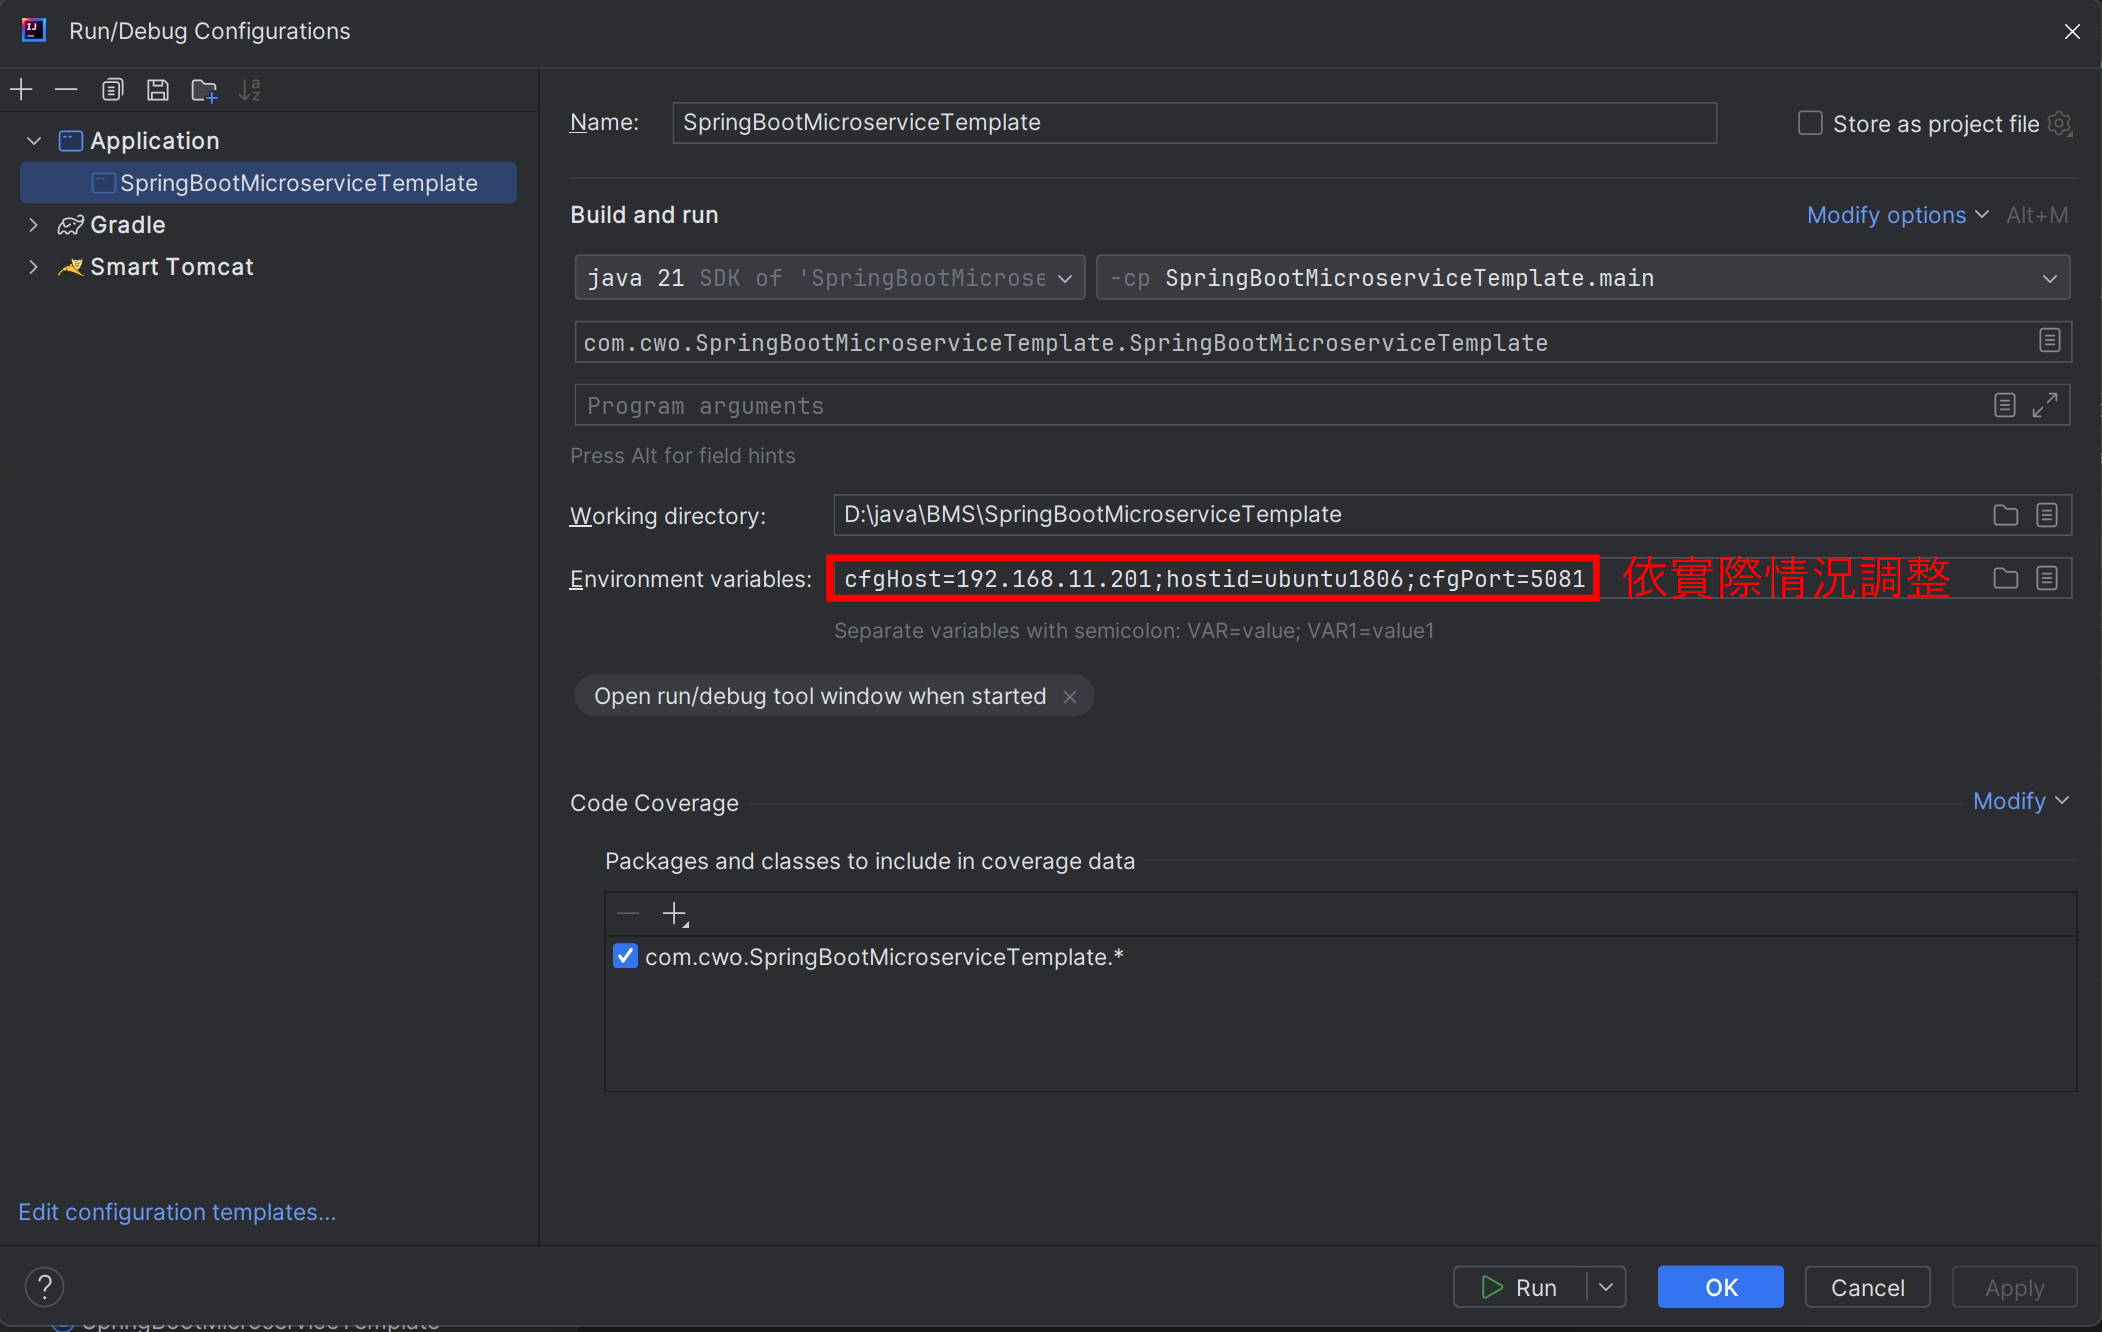 Run/Debug Configurations
Application
SpringBootMicroserviceTemplate
Gradle
Smart Tomcat
Edit configuration templates...
Name: SpringBootMicroserviceTemplate
Store as project file
Build and run
Modify options Alt+M
java 21 SDK of 'SpringBootMicrose
-cp SpringBootMicroserviceTemplate.main
com.cwo.SpringBootMicroserviceTemplate.SpringBootMicroserviceTemplate
Program arguments
Press Alt for field hints
Working directory: D:\java\BMS\SpringBootMicroserviceTemplate
Environment variables: cfgHost=192.168.11.201;hostid=ubuntu1806;cfgPort=5081 依實際情況調整
Separate variables with semicolon: VAR=value; VAR1=value1
Open run/debug tool window when started
Code Coverage
Modify
Packages and classes to include in coverage data
com.cwo.SpringBootMicroserviceTemplate.*
Run
OK
Cancel
Apply
SpringBootMicroserviceTemplate